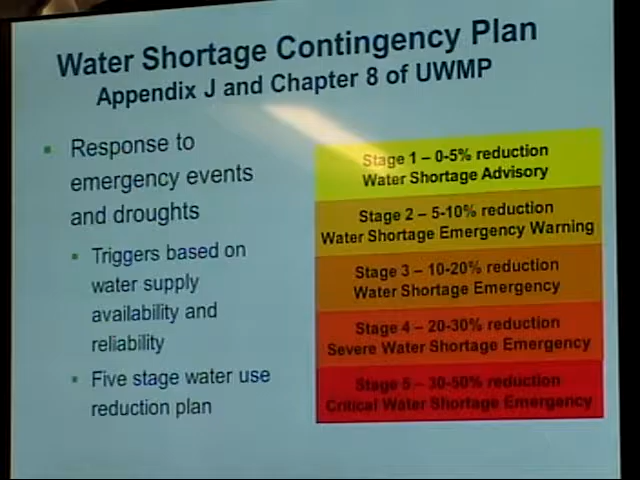 Water Shortage Contingency Plan
Appendix J and Chapter 8 of UWMP
Response to
emergency events
and droughts
Triggers based on
water supply
availability and
reliability
Five stage water use
reduction plan
Stage 1 – 0-5% reduction
Water Shortage Advisory
Stage 2 – 5-10% reduction
Water Shortage Emergency Warning
Stage 3 – 10-20% reduction
Water Shortage Emergency
Stage 4 – 20-30% reduction
Severe Water Shortage Emergency
Stage 5 – 30-50% reduction
Critical Water Shortage Emergency